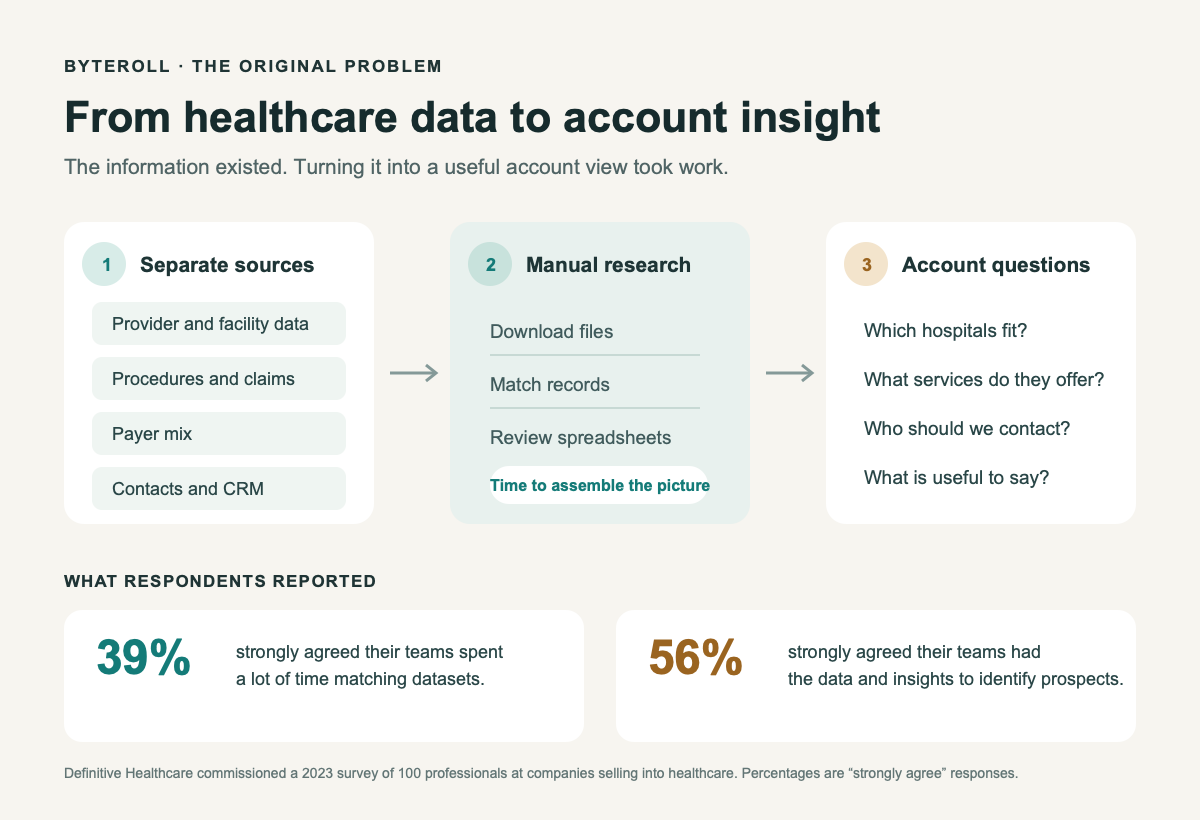 BYTEROLL · THE ORIGINAL PROBLEM
From healthcare data to account insight
The information existed. Turning it into a useful account view took work.
1 Separate sources
Provider and facility data
Procedures and claims
Payer mix
Contacts and CRM
2 Manual research
Download files
Match records
Review spreadsheets
Time to assemble the picture
3 Account questions
Which hospitals fit?
What services do they offer?
Who should we contact?
What is useful to say?
WHAT RESPONDENTS REPORTED
39%
strongly agreed their teams spent
a lot of time matching datasets.
56%
strongly agreed their teams had
the data and insights to identify prospects.
Definitive Healthcare commissioned a 2023 survey of 100 professionals at companies selling into healthcare. Percentages are “strongly agree” responses.